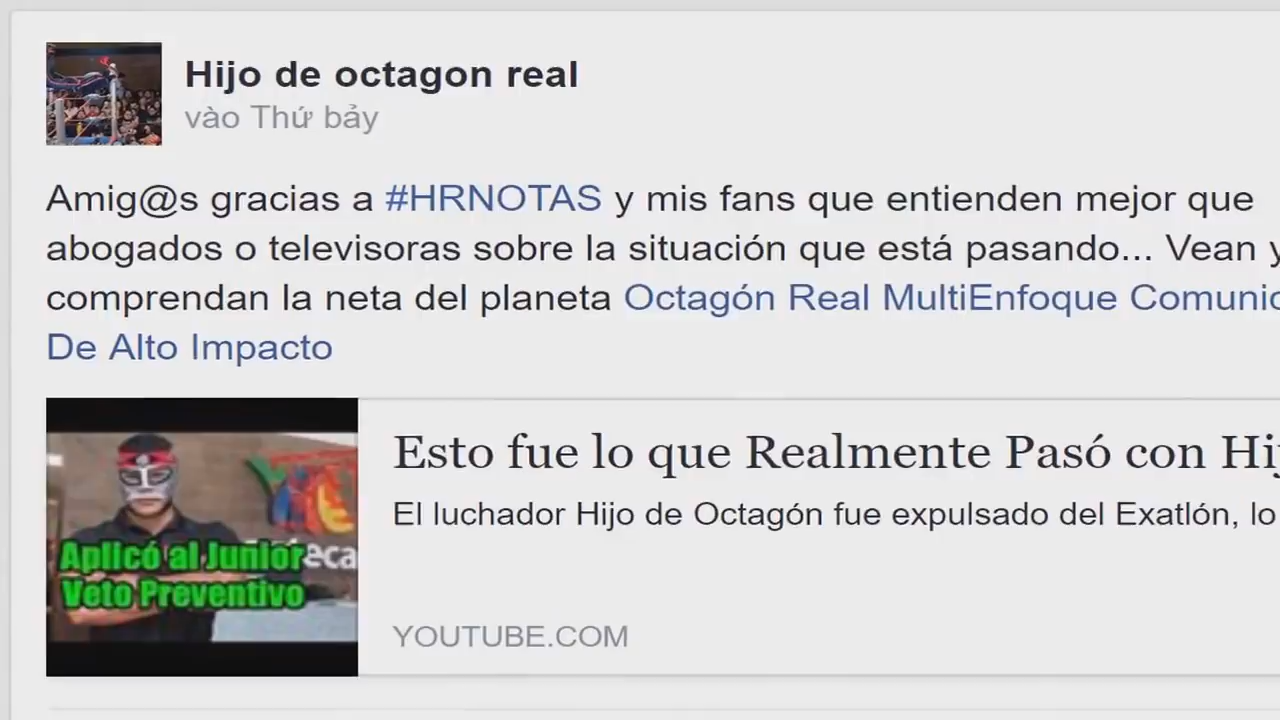 Hijo de octagon real
vào Thứ bảy
Amig@s gracias a #HRNOTAS y mis fans que entienden mejor que
abogados o televisoras sobre la situación que está pasando... Vean y
comprendan la neta del planeta Octagón Real MultiEnfoque Comunic
De Alto Impacto
Esto fue lo que Realmente Pasó con Hij
El luchador Hijo de Octagón fue expulsado del Exatlón, lo
Aplicó al Junior
Veto Preventivo
eca
YOUTUBE.COM